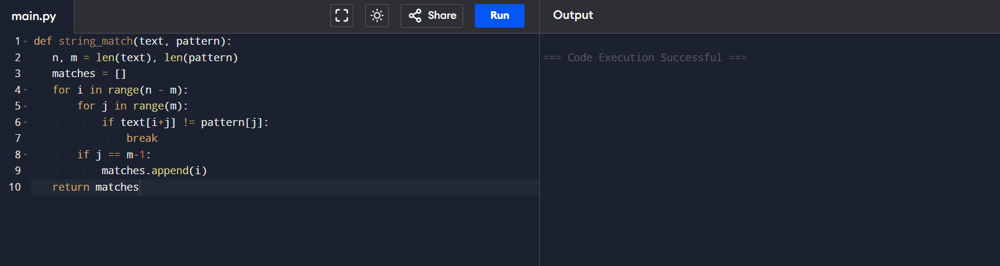 main.py Share Run Output
1 def string_match(text, pattern):
2 n, m = len(text), len(pattern)
3 matches = []
4 for i in range(n - m):
5 for j in range(m):
6 if text[i+j] != pattern[j]:
7 break
8 if j == m-1:
9 matches.append(i)
10 return matches
=== Code Execution Successful ===